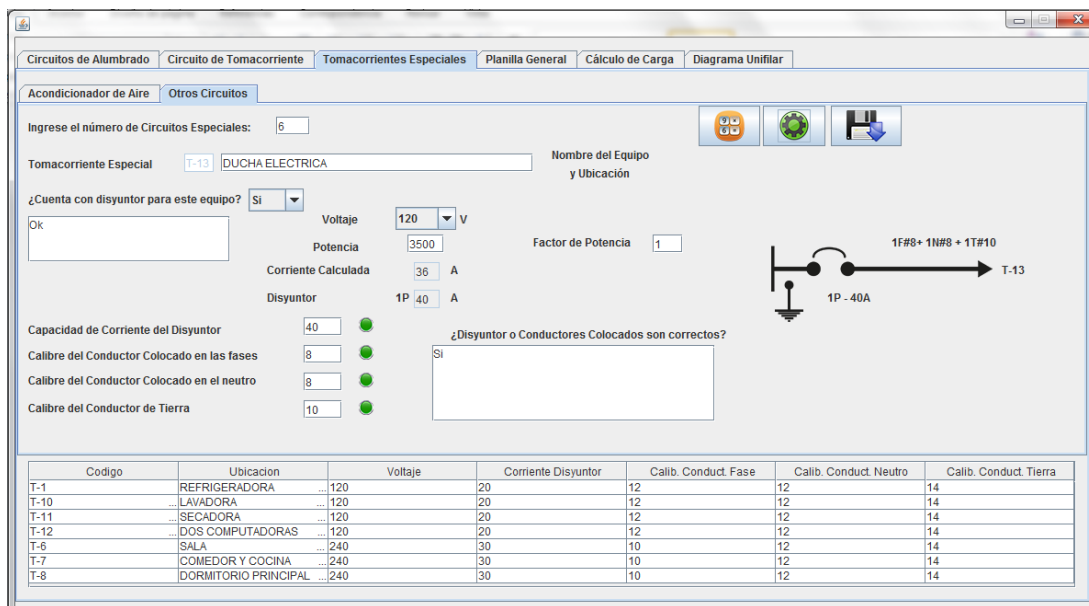 Circuitos de Alumbrado Circuito de Tomacorriente Tomacorrientes Especiales Planilla General Cálculo de Carga Diagrama Unifilar
Acondicionador de Aire Otros Circuitos
Ingrese el número de Circuitos Especiales: 6
Tomacorriente Especial T-13 DUCHA ELECTRICA
Nombre del Equipo
y Ubicación
¿Cuenta con disyuntor para este equipo? Si
Ok
Voltaje 120 V
Potencia 3500 Factor de Potencia 1
Corriente Calculada 36 A
Disyuntor 1P 40 A
1F#8+ 1N#8 + 1T#10
T-13
1P - 40A
Capacidad de Corriente del Disyuntor 40
Calibre del Conductor Colocado en las fases 8
Calibre del Conductor Colocado en el neutro 8
Calibre del Conductor de Tierra 10
¿Disyuntor o Conductores Colocados son correctos?
Si
Codigo Ubicacion Voltaje Corriente Disyuntor Calib. Conduct. Fase Calib. Conduct. Neutro Calib. Conduct. Tierra
T-1 REFRIGERADORA ... 120 20 12 12 14
T-10 ... LAVADORA ... 120 20 12 12 14
T-11 ... SECADORA ... 120 20 12 12 14
T-12 ... DOS COMPUTADORAS ... 120 20 12 12 14
T-6 SALA ... 240 30 10 12 14
T-7 COMEDOR Y COCINA ... 240 30 10 12 14
T-8 DORMITORIO PRINCIPAL ... 240 30 10 12 14